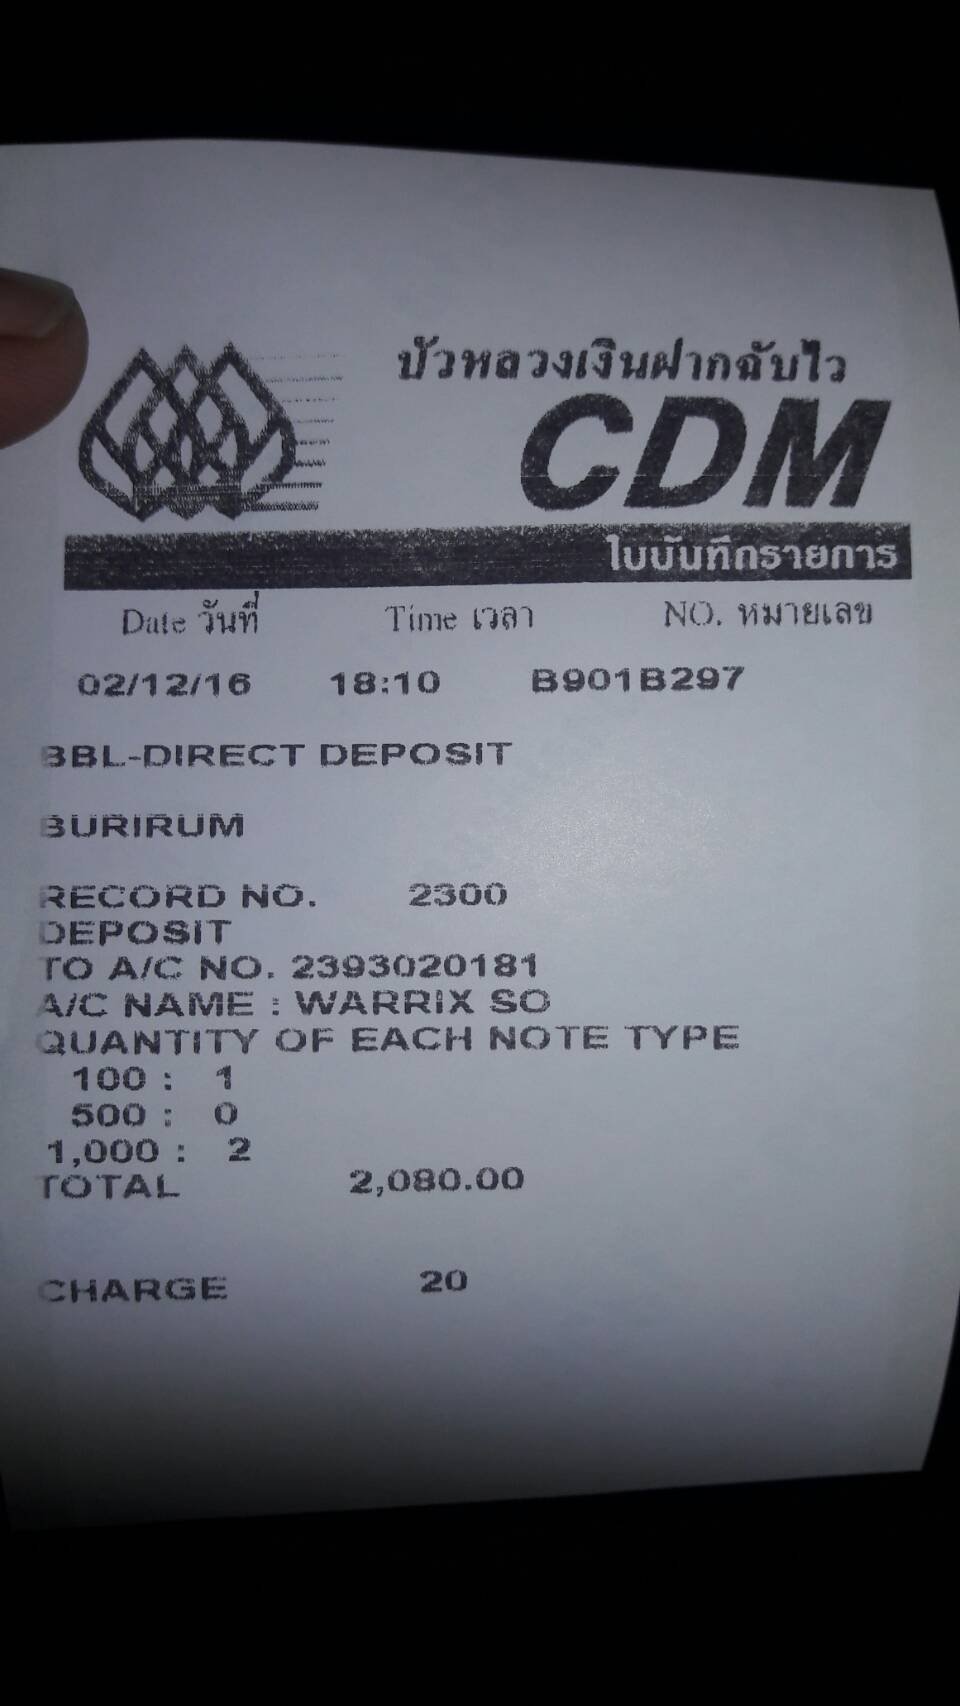 บัวหลวงเงินฝากฉับไว
CDM
ใบบันทึกรายการ
Date วันที่ Time เวลา NO. หมายเลข
02/12/16 18:10 B901B297
BBL-DIRECT DEPOSIT
BURIRUM
RECORD NO. 2300
DEPOSIT
TO A/C NO. 2393020181
A/C NAME : WARRIX SO
QUANTITY OF EACH NOTE TYPE
100 : 1
500 : 0
1,000 : 2
TOTAL 2,080.00
CHARGE 20